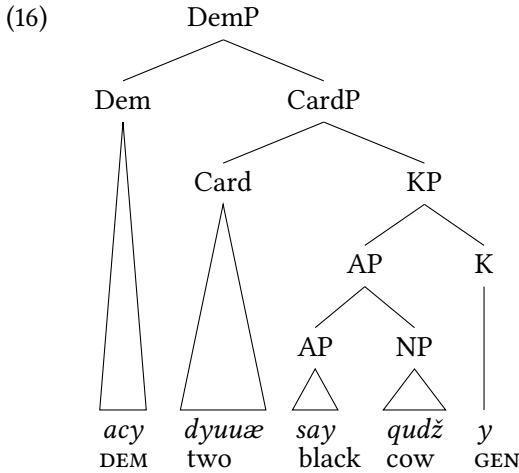 (16) DemP
Dem CardP
Card KP
AP K
AP NP
acy dyuuæ say qudž y
DEM two black cow GEN